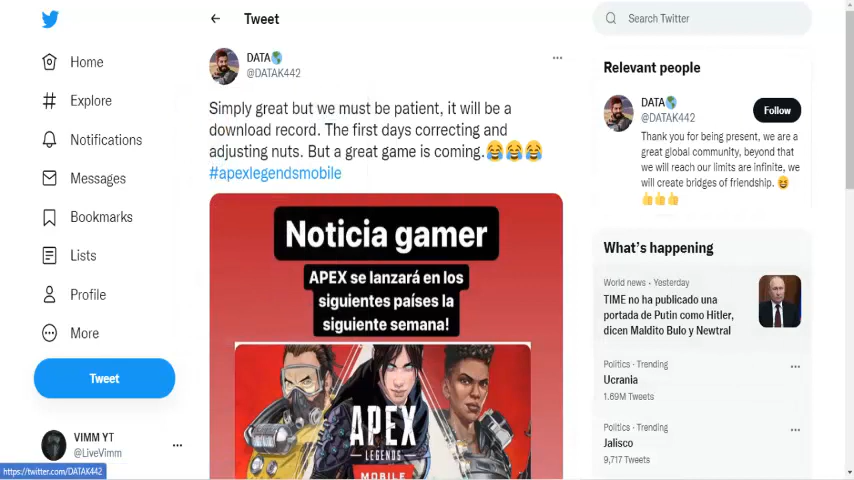 Tweet
Search Twitter
Home
Explore
Notifications
Messages
Bookmarks
Lists
Profile
More
Tweet
VIMM YT
@LiveVimm
https://twitter.com/DATAK442
DATA🌎
@DATAK442
Simply great but we must be patient, it will be a
download record. The first days correcting and
adjusting nuts. But a great game is coming.😂😂😂
#apexlegendsmobile
Noticia gamer
APEX se lanzará en los
siguientes países la
siguiente semana!
APEX
LEGENDS
MOBILE
Relevant people
DATA🌎
@DATAK442
Follow
Thank you for being present, we are a
great global community, beyond that
we will reach our limits are infinite, we
will create bridges of friendship. 😄
👍👍👍
What's happening
World news · Yesterday
TIME no ha publicado una
portada de Putin como Hitler,
dicen Maldito Bulo y Newtral
Politics · Trending
Ucrania
1.69M Tweets
Politics · Trending
Jalisco
9,717 Tweets